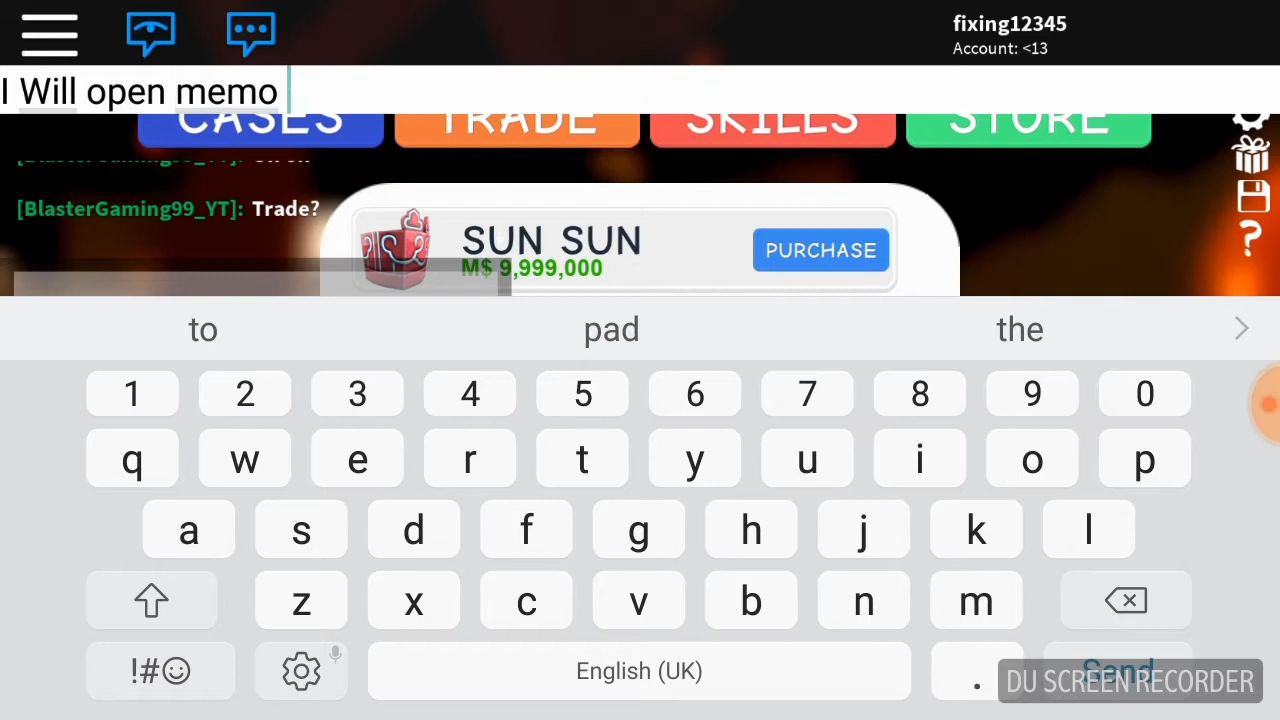 fixing12345
Account: <13
I Will open memo
CASES TRADE SKILLS STORE
[BlasterGaming99_YT]: Trade?
SUN SUN
M$ 9,999,000
PURCHASE
to pad the
1 2 3 4 5 6 7 8 9 0
q w e r t y u i o p
a s d f g h j k l
z x c v b n m
!#☺ English (UK) . Send
DU SCREEN RECORDER